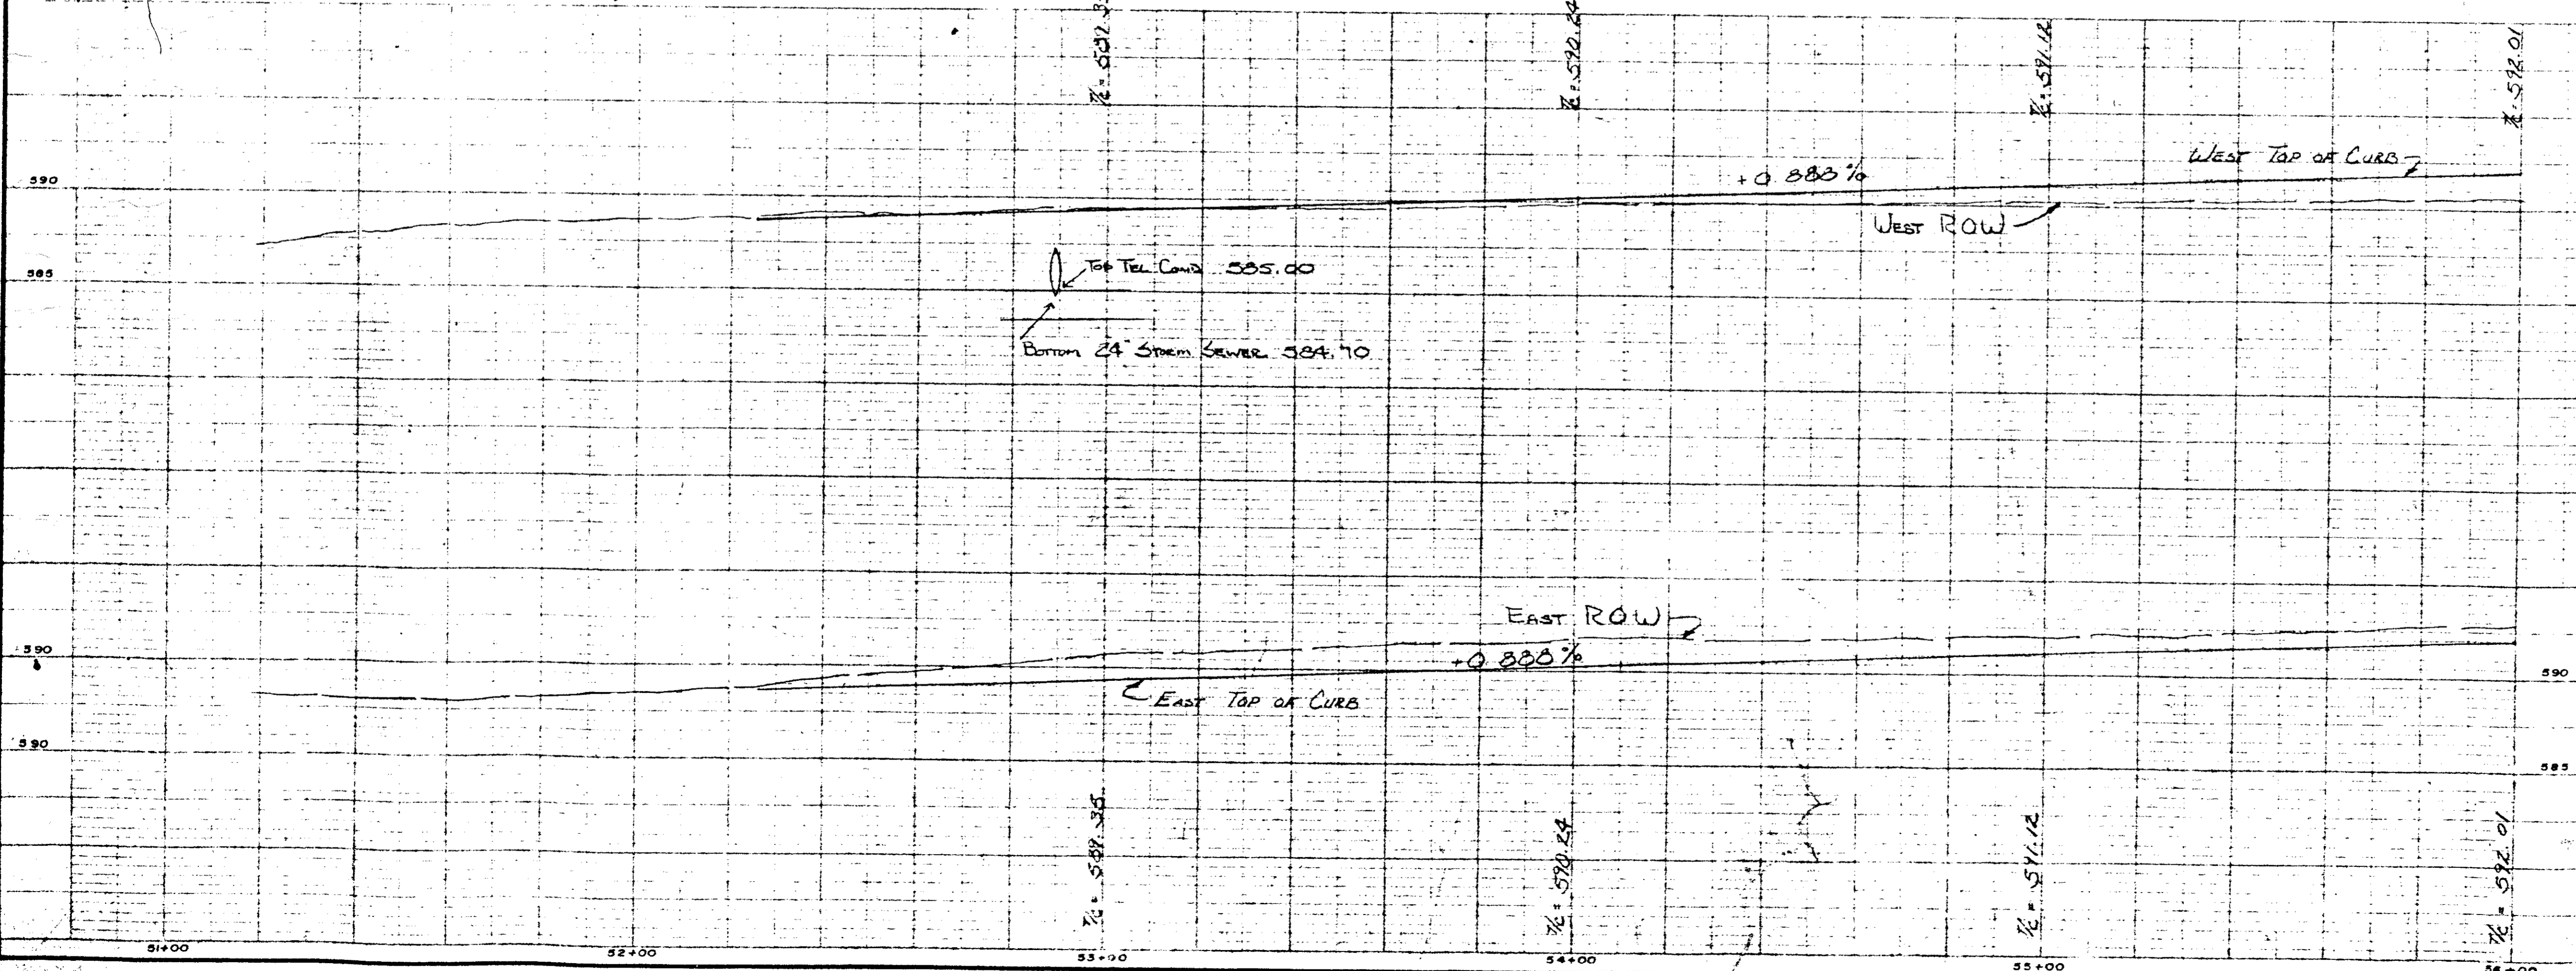 T/C = 590.24
T/C = 591.12
T/C = 592.01
WEST TOP OF CURB
590
+0.888%
WEST ROW
585
TOP TEL COND 585.00
BOTTOM 24" STORM SEWER 584.70
EAST ROW
590
+0.888%
590
EAST TOP OF CURB
590
585
T/C = 589.35
T/C = 590.24
T/C = 591.12
T/C = 592.01
51+00
52+00
53+00
54+00
55+00
56+00